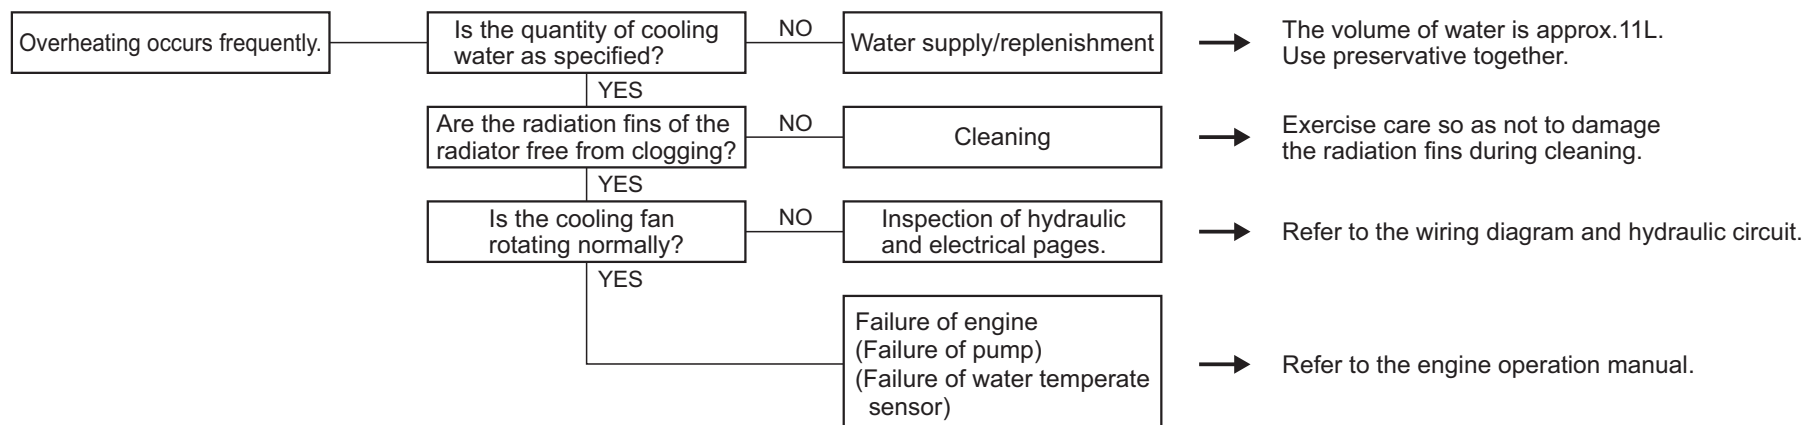 Overheating occurs frequently.
Is the quantity of cooling
water as specified?
NO
Water supply/replenishment
The volume of water is approx.11L.
Use preservative together.
YES
Are the radiation fins of the
radiator free from clogging?
NO
Cleaning
Exercise care so as not to damage
the radiation fins during cleaning.
YES
Is the cooling fan
rotating normally?
NO
Inspection of hydraulic
and electrical pages.
Refer to the wiring diagram and hydraulic circuit.
YES
Failure of engine
(Failure of pump)
(Failure of water temperate
sensor)
Refer to the engine operation manual.